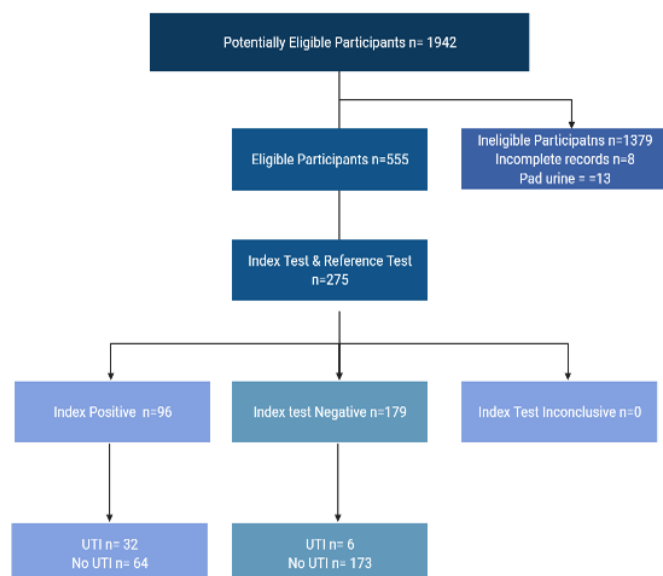 Potentially Eligible Participants n= 1942
Eligible Participants n=555
Ineligible Participatns n=1379
Incomplete records n=8
Pad urine = =13
Index Test & Reference Test
n=275
Index Positive n=96
Index test Negative n=179
Index Test Inconclusive n=0
UTI n= 32
No UTI n= 64
UTI n= 6
No UTI n= 173